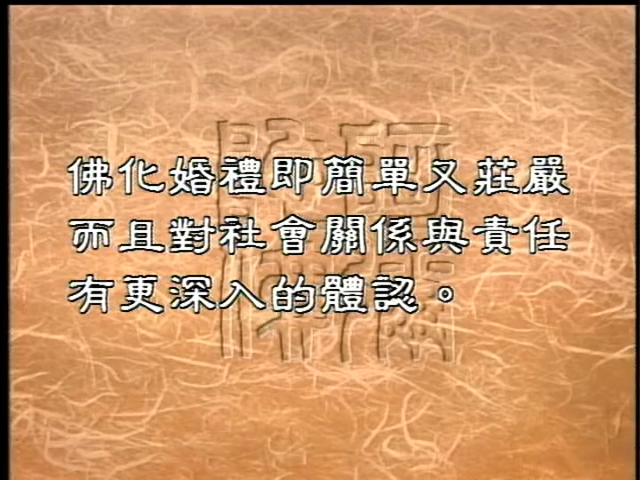 佛化婚禮即簡單又莊嚴
而且對社會關係與責任
有更深入的體認。